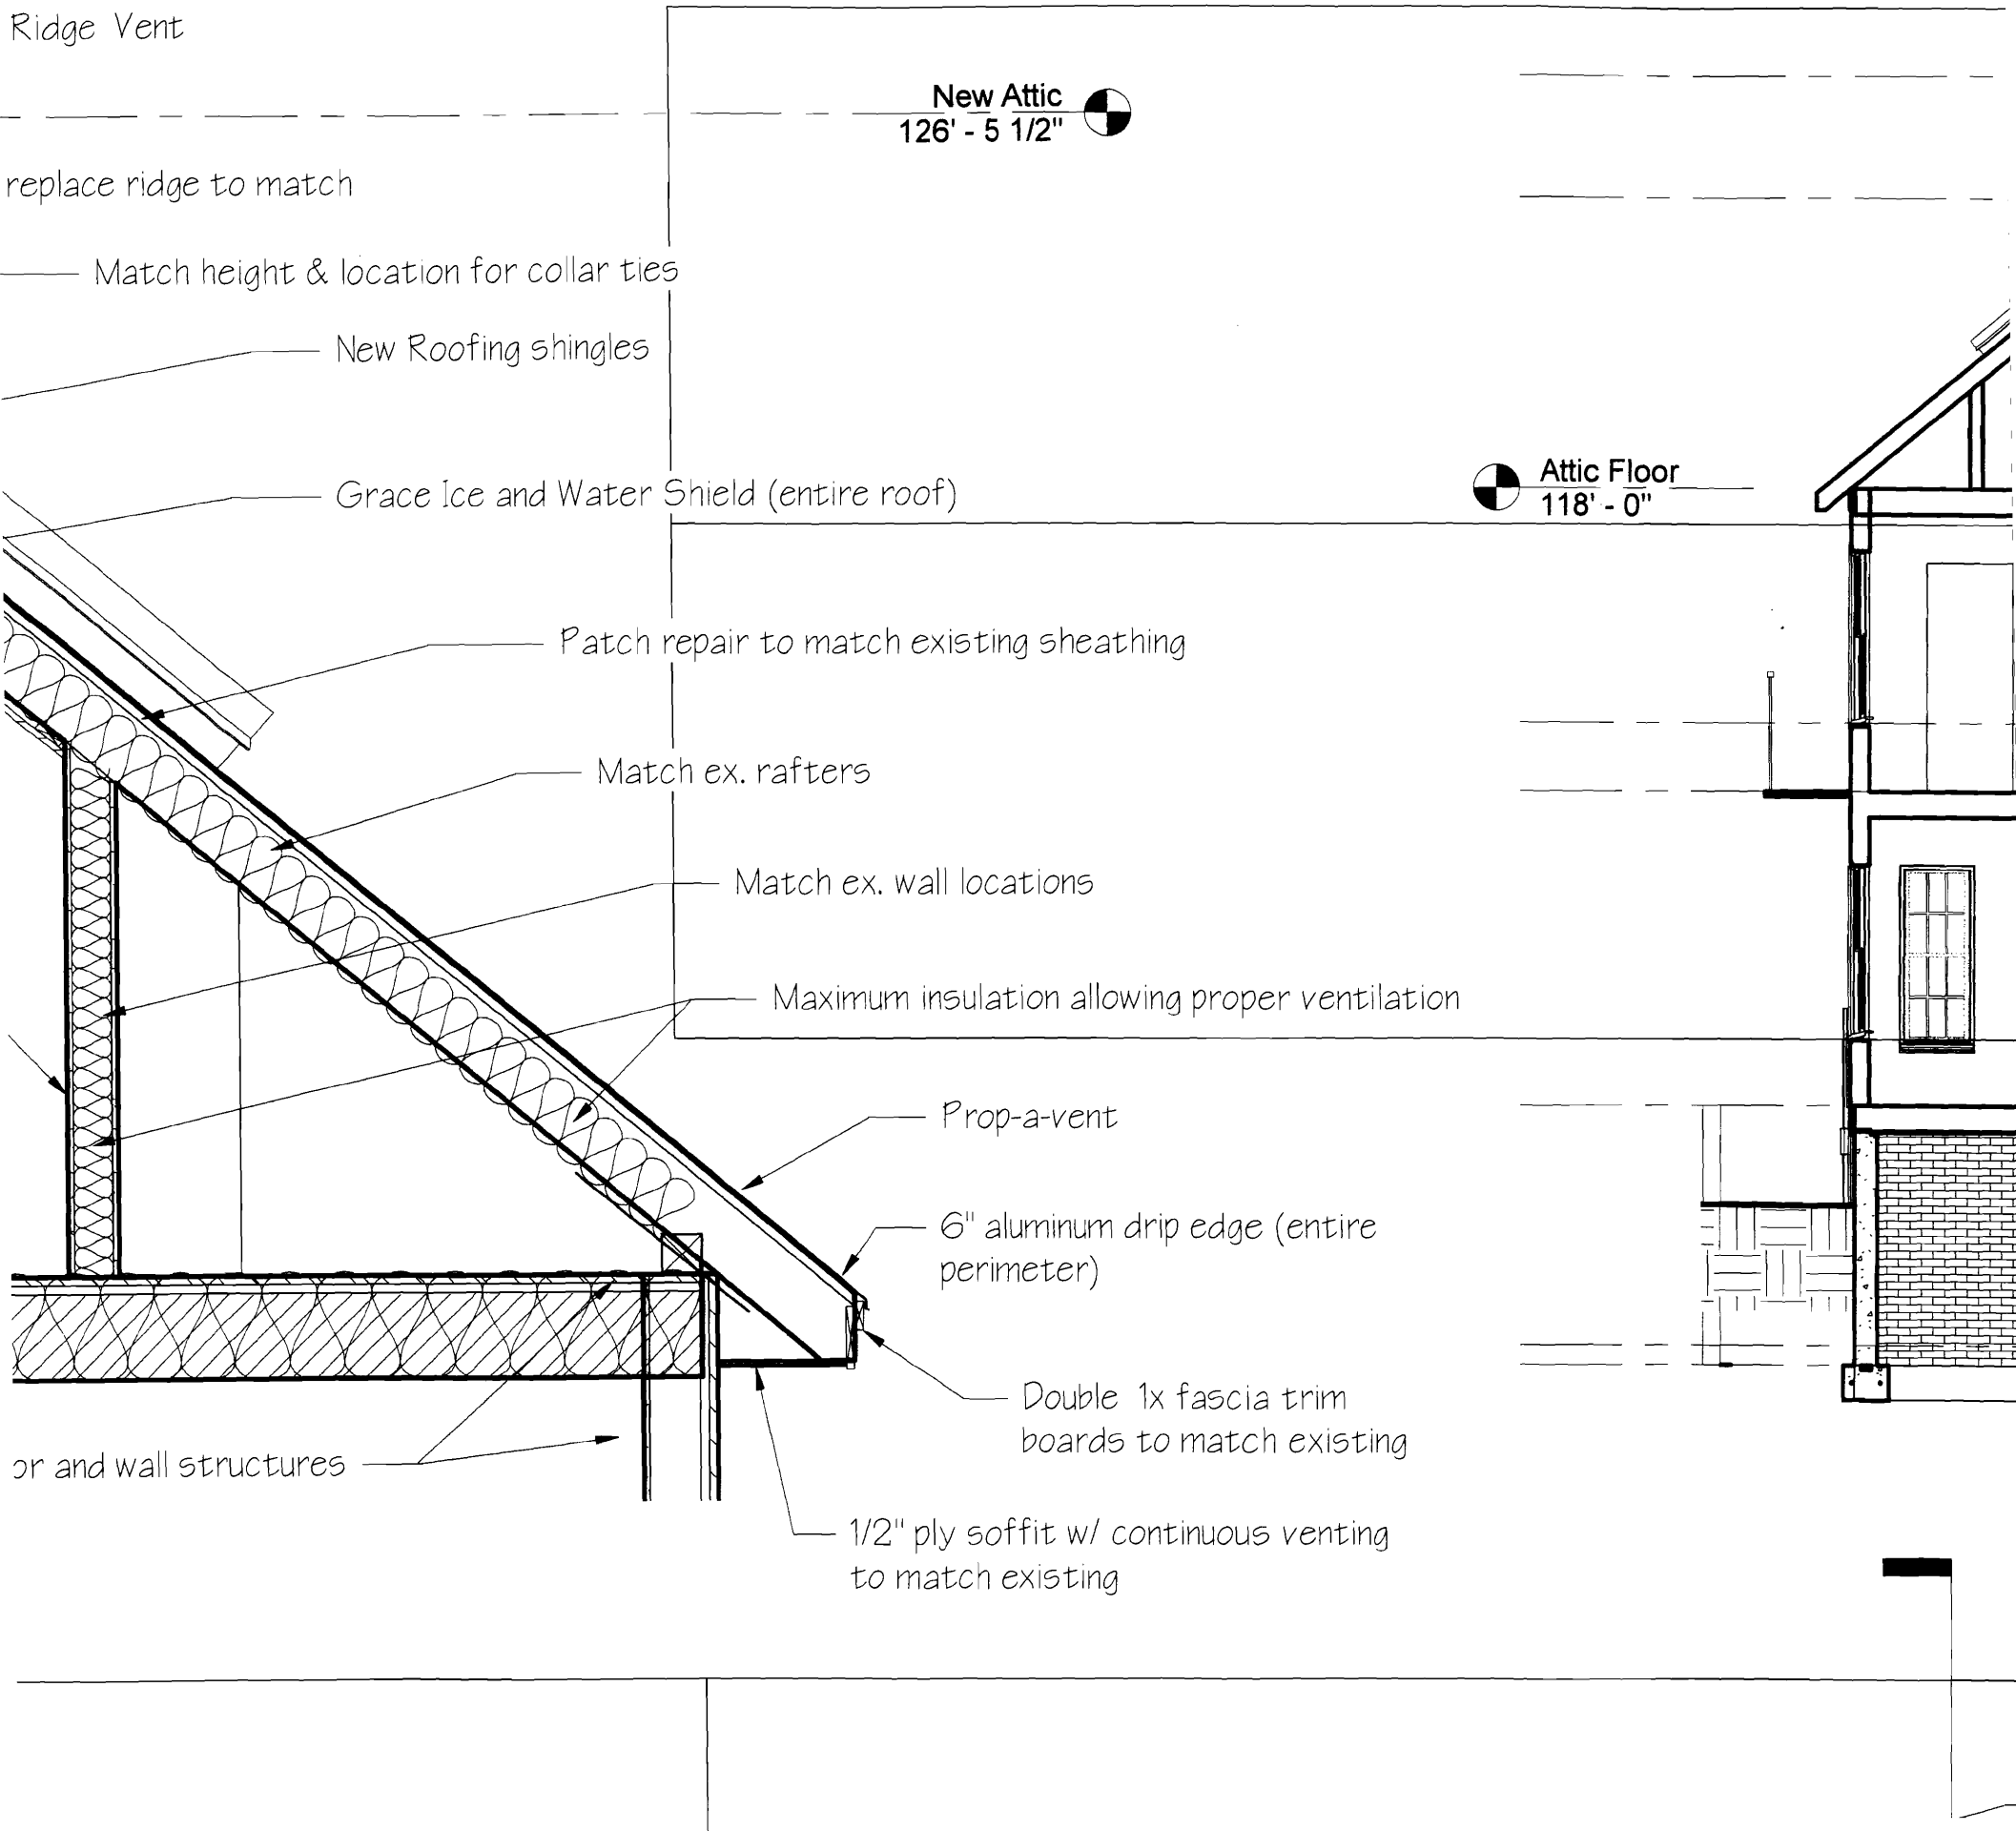 Ridge Vent
New Attic
126' - 5 1/2"
replace ridge to match
Match height & location for collar ties
New Roofing shingles
Grace Ice and Water Shield (entire roof)
Attic Floor
118' - 0"
Patch repair to match existing sheathing
Match ex. rafters
Match ex. wall locations
Maximum insulation allowing proper ventilation
Prop-a-vent
6" aluminum drip edge (entire
perimeter)
Double 1x fascia trim
boards to match existing
and wall structures
1/2" ply soffit w/ continuous venting
to match existing